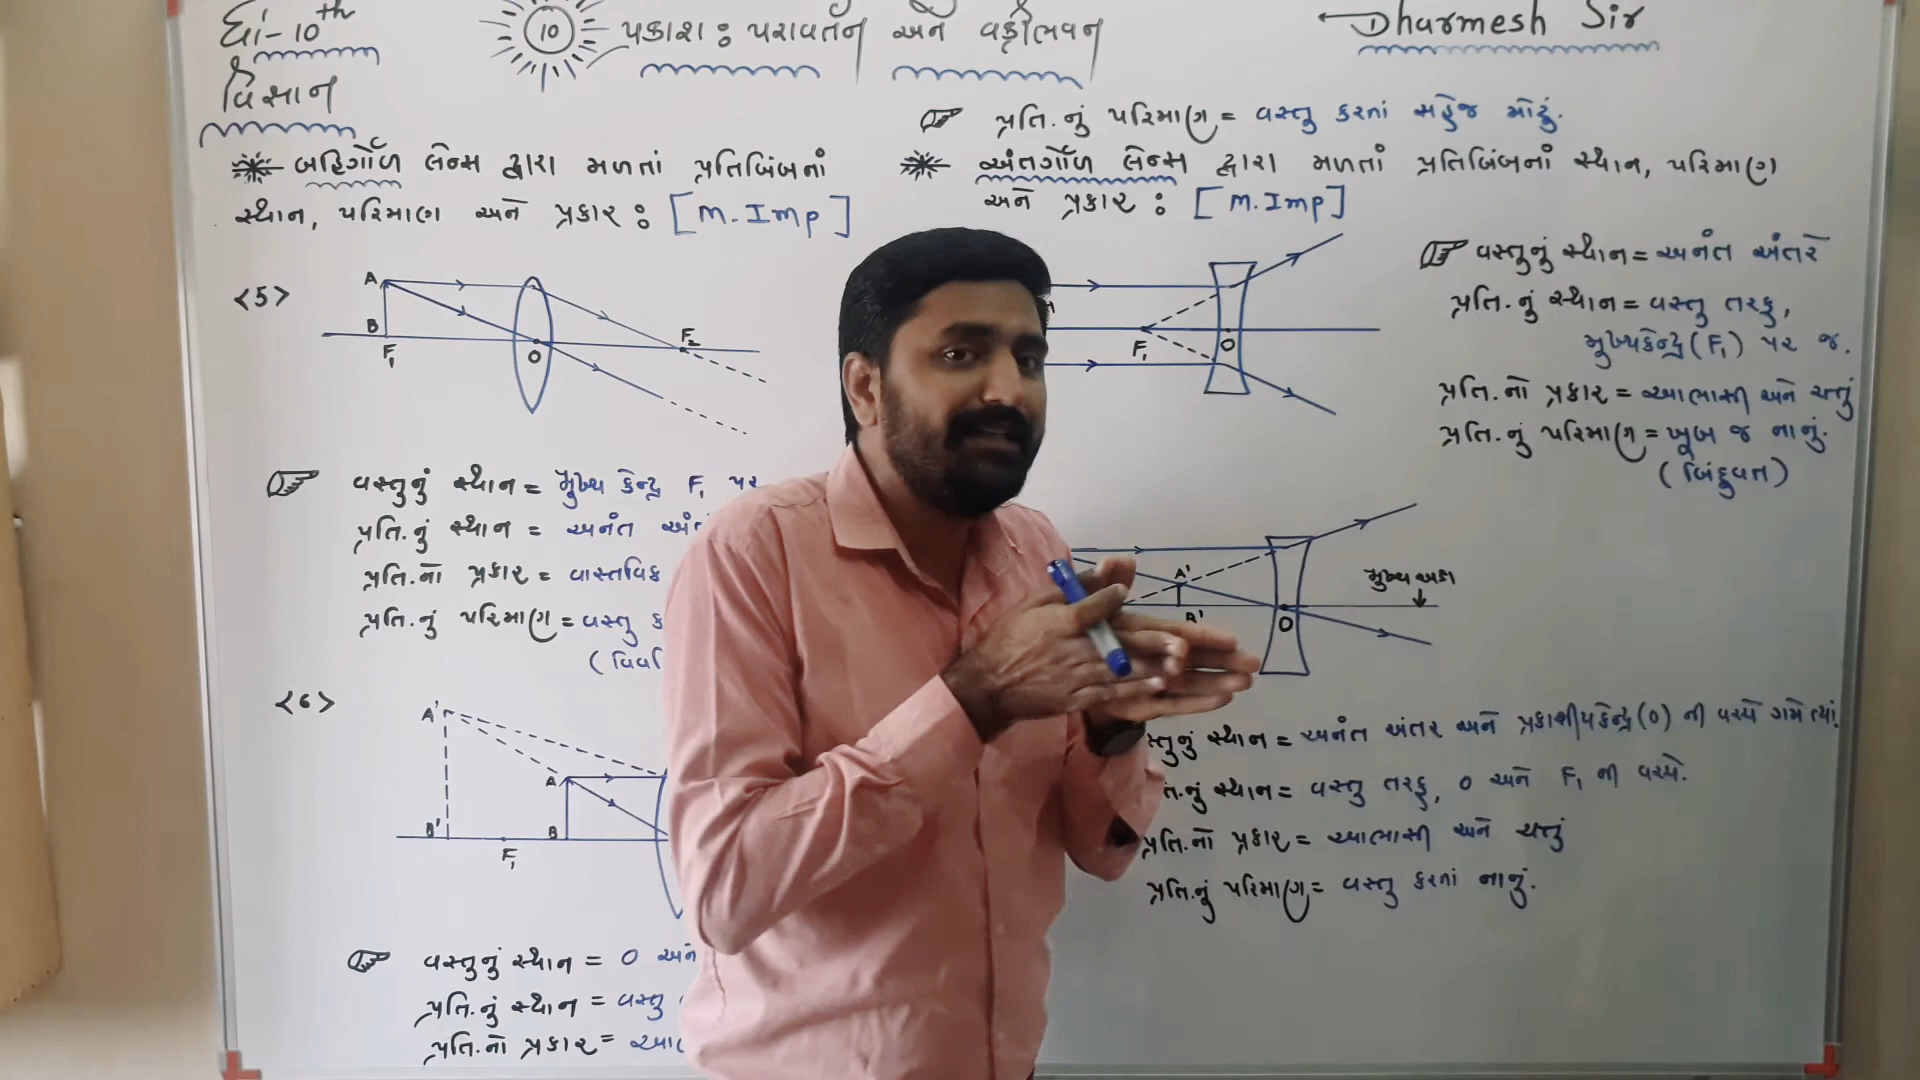 ધો-10th
વિજ્ઞાન
10 પ્રકાશ : પરાવર્તન અને વક્રીભવન
Dharmesh Sir
બહિર્ગોળ લેન્સ દ્વારા મળતાં પ્રતિબિંબનાં
સ્થાન, પરિમાણ અને પ્રકાર : [M. Imp]
<5>
A
B
F₁
O
F₂
વસ્તુનું સ્થાન = મુખ્ય કેન્દ્ર F₁ પર
પ્રતિ.નું સ્થાન = અનંત
પ્રતિ.નો પ્રકાર = વાસ્તવિક
પ્રતિ.નું પરિમાણ = વસ્તુ
<6>
A'
A
B'
B
F₁
વસ્તુનું સ્થાન = O અને
પ્રતિ.નું સ્થાન = વસ્તુ
પ્રતિ.નો પ્રકાર =
પ્રતિ.નું પરિમાણ = વસ્તુ કરતાં સહેજ મોટું.
અંતર્ગોળ લેન્સ દ્વારા મળતાં પ્રતિબિંબનાં સ્થાન, પરિમાણ
અને પ્રકાર : [M. Imp]
F₁
O
વસ્તુનું સ્થાન = અનંત અંતરે
પ્રતિ.નું સ્થાન = વસ્તુ તરફ,
મુખ્યકેન્દ્ર (F₁) પર જ.
પ્રતિ.નો પ્રકાર = આભાસી અને ચત્તું
પ્રતિ.નું પરિમાણ = ખૂબ જ નાનું.
(બિંદુવત)
A'
A'
O
મુખ્ય અક્ષ
સ્થાન = અનંત અંતર અને પ્રકાશીયકેન્દ્ર (O) ની વચ્ચે ગમે ત્યાં.
સ્થાન = વસ્તુ તરફ, O અને F₁ ની વચ્ચે.
પ્રતિ.નો પ્રકાર = આભાસી અને ચત્તું
પ્રતિ.નું પરિમાણ = વસ્તુ કરતાં નાનું.